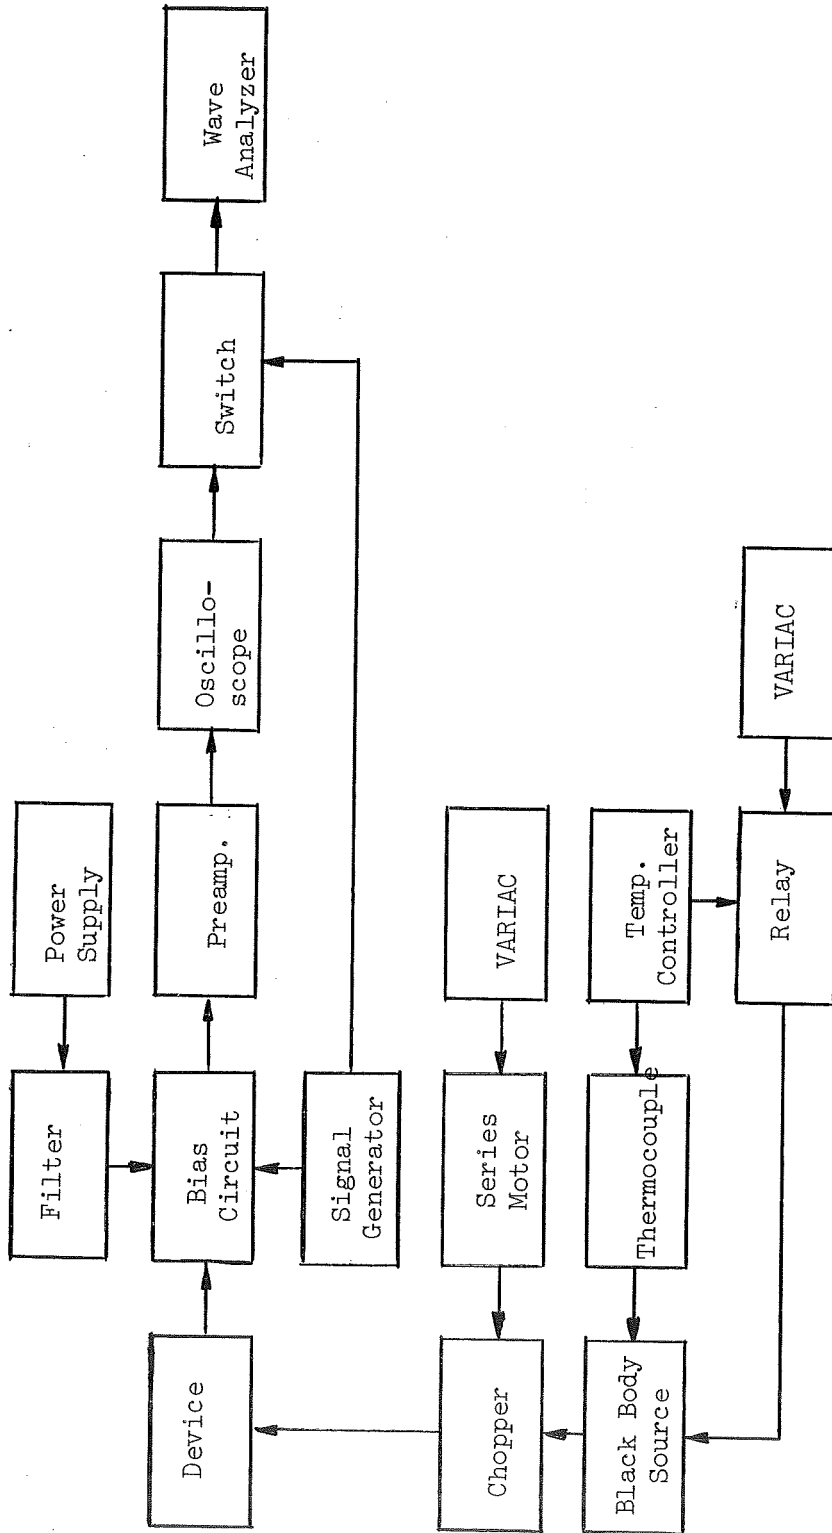 Power
Supply
Filter
Wave
Analyzer
Switch
Oscillo-
scope
Preamp.
Bias
Circuit
Device
Signal
Generator
VARIAC
Series
Motor
Chopper
Temp.
Controller
Thermocouple
Black Body
Source
VARIAC
Relay